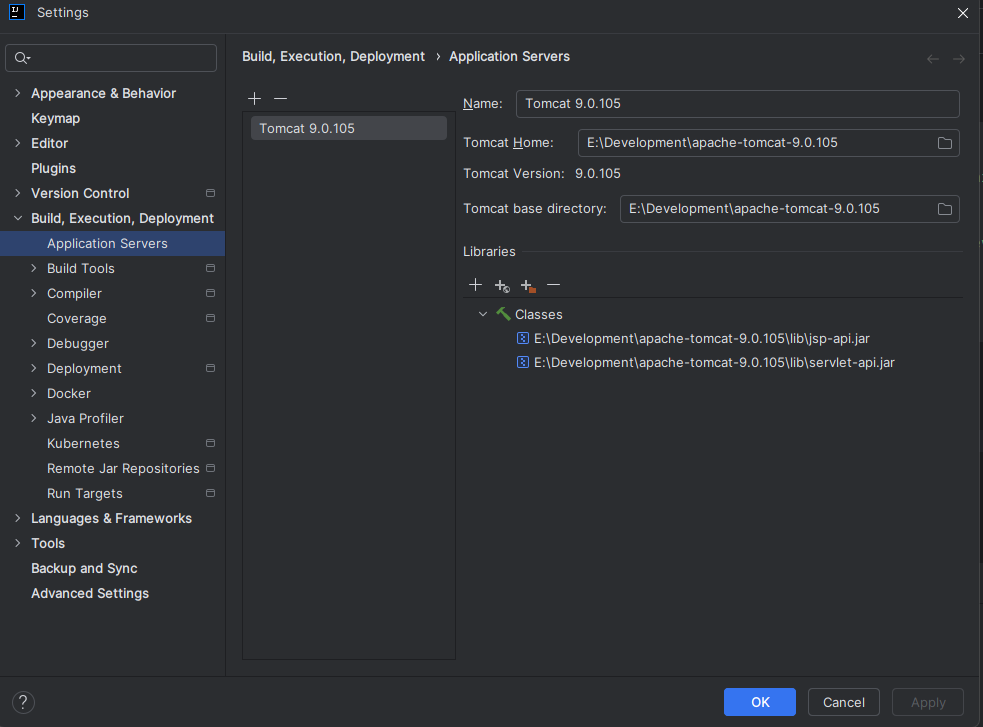 Settings
Build, Execution, Deployment › Application Servers
Appearance & Behavior
Keymap
Editor
Plugins
Version Control
Build, Execution, Deployment
Application Servers
Build Tools
Compiler
Coverage
Debugger
Deployment
Docker
Java Profiler
Kubernetes
Remote Jar Repositories
Run Targets
Languages & Frameworks
Tools
Backup and Sync
Advanced Settings
Tomcat 9.0.105
Name: Tomcat 9.0.105
Tomcat Home: E:\Development\apache-tomcat-9.0.105
Tomcat Version: 9.0.105
Tomcat base directory: E:\Development\apache-tomcat-9.0.105
Libraries
Classes
E:\Development\apache-tomcat-9.0.105\lib\jsp-api.jar
E:\Development\apache-tomcat-9.0.105\lib\servlet-api.jar
?
OK Cancel Apply